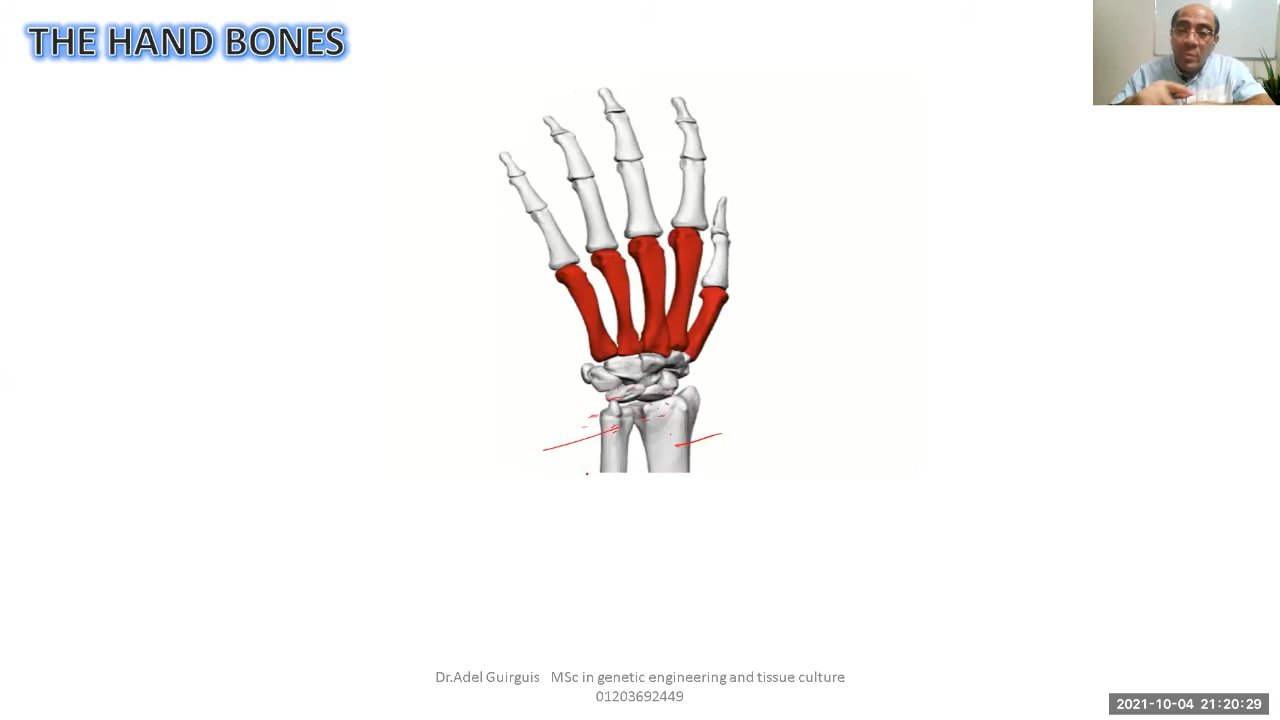 THE HAND BONES
Dr.Adel Guirguis MSc in genetic engineering and tissue culture
01203692449
2021-10-04 21:20:29